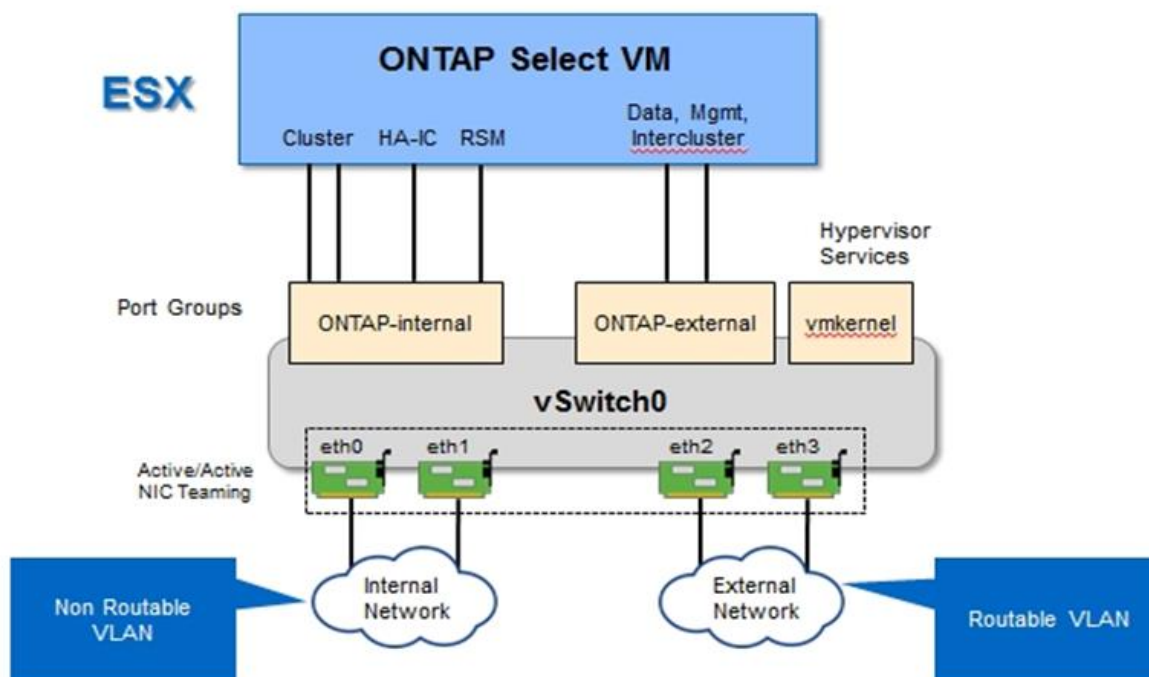 ONTAP Select VM
ESX
Data, Mgmt,
Intercluster
Cluster
HA-IC
RSM
Hypervisor
Services
Port Groups
ONTAP-internal
ONTAP-external
vmkernel
vSwitch0
eth0
eth1
eth2
eth3
Active/Active
NIC Teaming
Internal
Network
External
Network
Non Routable
VLAN
Routable VLAN